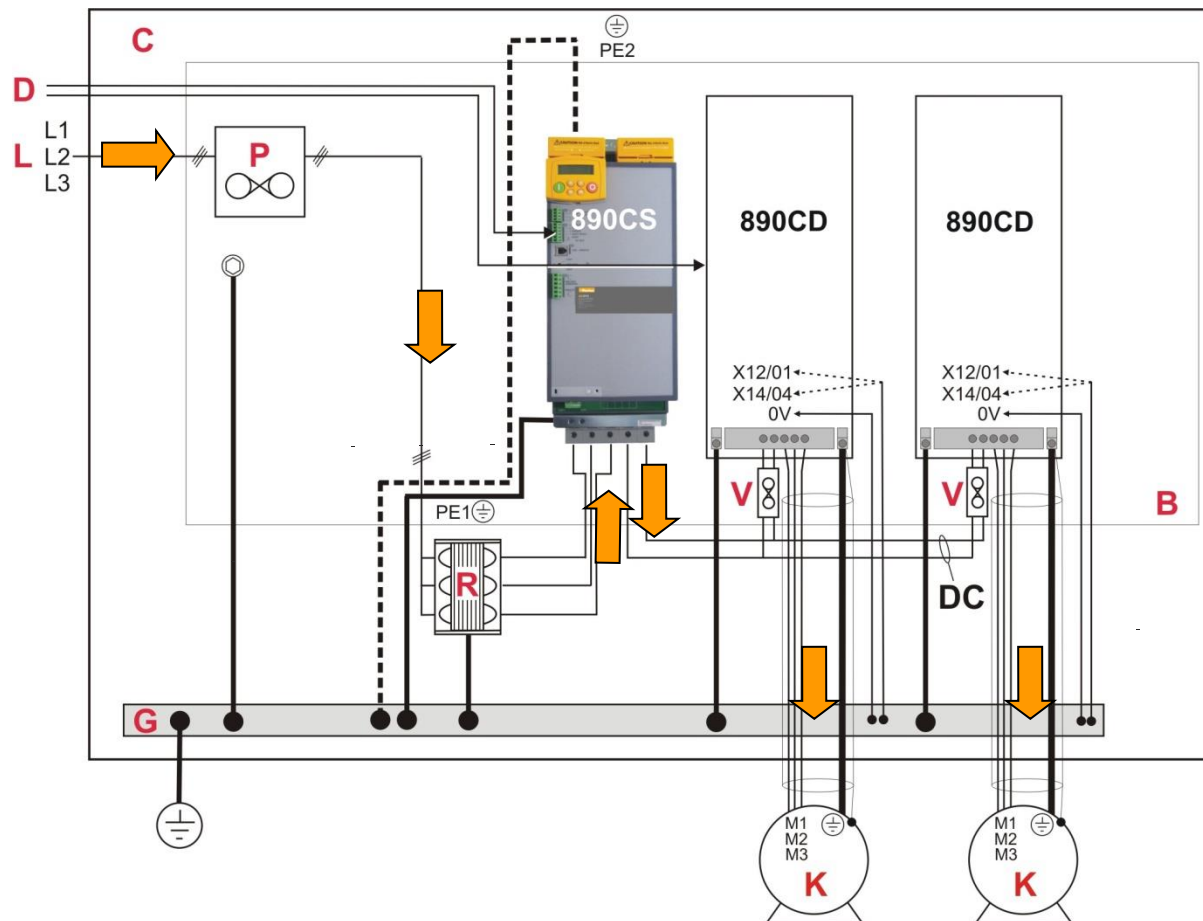 C
PE2
D
L1
L L2
L3
P
CAUTION
890CS
890CD
890CD
X12/01
X14/04
0V
X12/01
X14/04
0V
V
V
B
PE1
R
DC
G
M1
M2
M3
K
M1
M2
M3
K